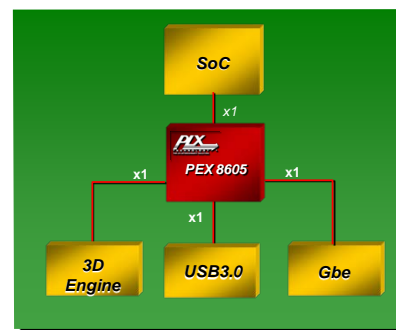 SoC
x1
PLX
PEX 8605
x1
x1
x1
3D
Engine
USB3.0
Gbe